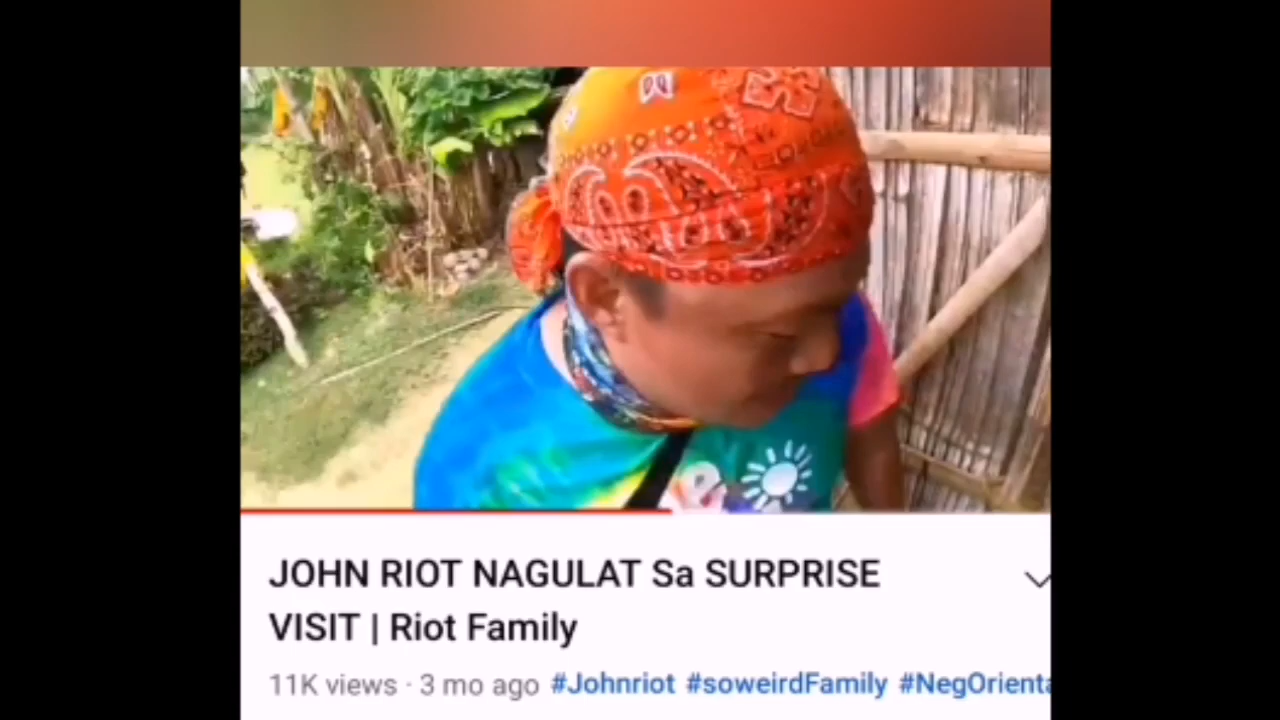 JOHN RIOT NAGULAT Sa SURPRISE
VISIT | Riot Family
11K views · 3 mo ago #Johnriot #soweirdFamily #NegOrienta